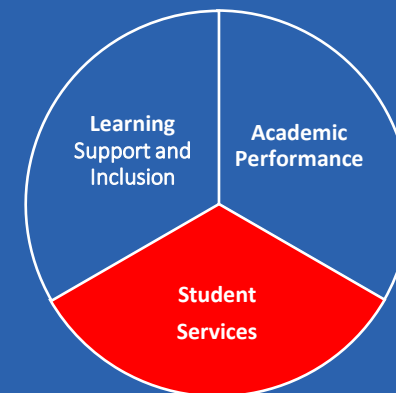 Learning
Support and
Inclusion
Academic
Performance
Student
Services